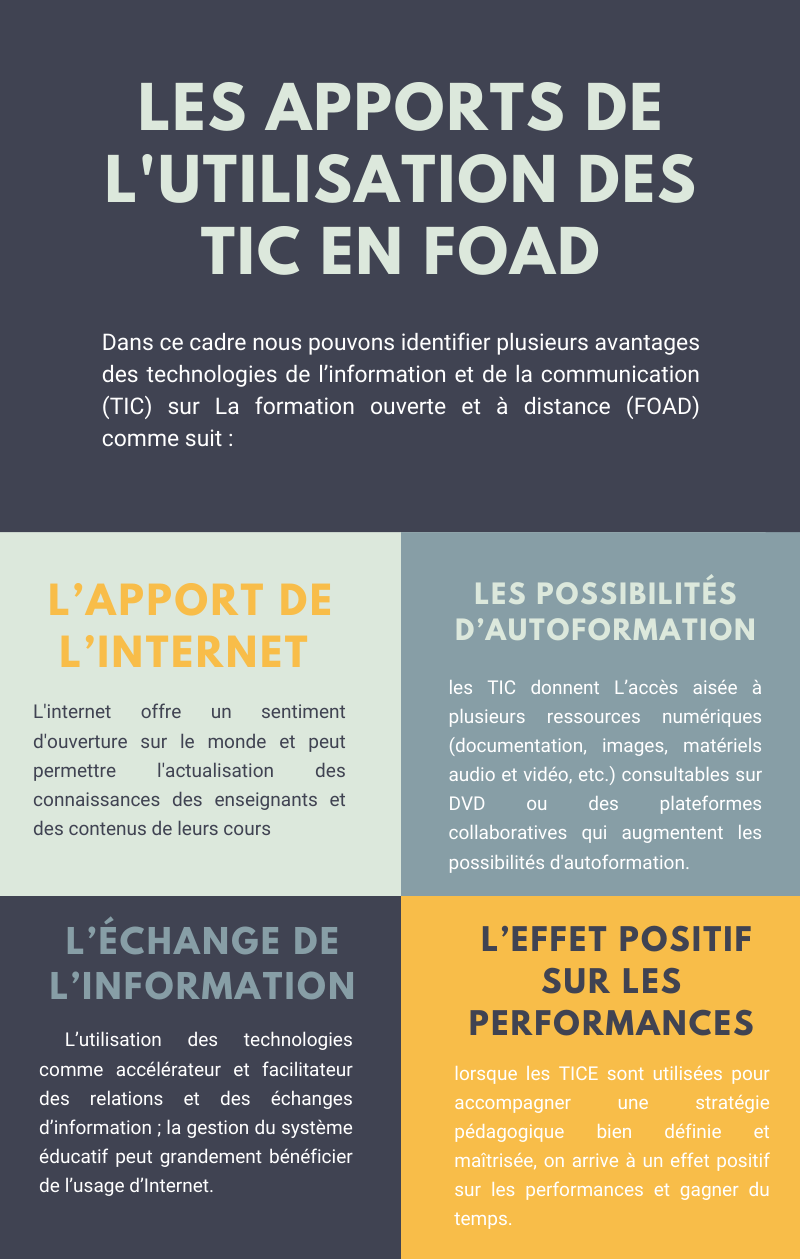 LES APPORTS DE
L'UTILISATION DES
TIC EN FOAD
Dans ce cadre nous pouvons identifier plusieurs avantages
des technologies de l’information et de la communication
(TIC) sur La formation ouverte et à distance (FOAD)
comme suit :
L’APPORT DE
L’INTERNET
L'internet offre un sentiment
d'ouverture sur le monde et peut
permettre l'actualisation des
connaissances des enseignants et
des contenus de leurs cours
LES POSSIBILITÉS
D’AUTOFORMATION
les TIC donnent L’accès aisée à
plusieurs ressources numériques
(documentation, images, matériels
audio et vidéo, etc.) consultables sur
DVD ou des plateformes
collaboratives qui augmentent les
possibilités d'autoformation.
L’ÉCHANGE DE
L’INFORMATION
L’utilisation des technologies
comme accélérateur et facilitateur
des relations et des échanges
d’information ; la gestion du système
éducatif peut grandement bénéficier
de l’usage d’Internet.
L’EFFET POSITIF
SUR LES
PERFORMANCES
lorsque les TICE sont utilisées pour
accompagner une stratégie
pédagogique bien définie et
maîtrisée, on arrive à un effet positif
sur les performances et gagner du
temps.